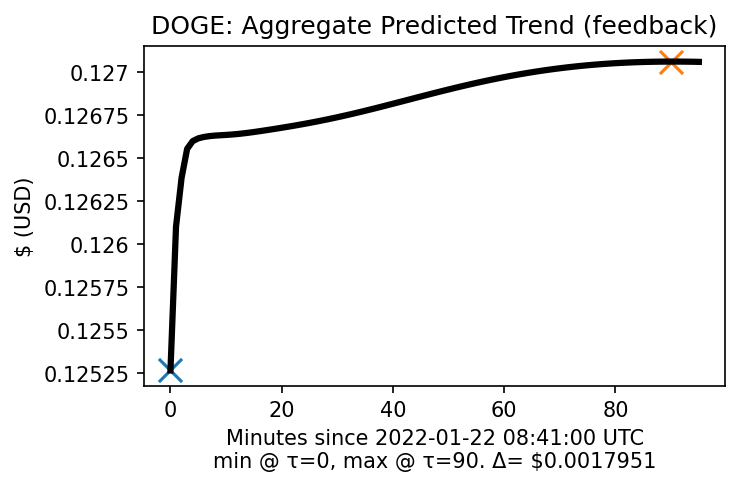 DOGE: Aggregate Predicted Trend (feedback)
$ (USD)
0.127
0.12675
0.1265
0.12625
0.126
0.12575
0.1255
0.12525
0 20 40 60 80
Minutes since 2022-01-22 08:41:00 UTC
min @ τ=0, max @ τ=90. Δ= $0.0017951